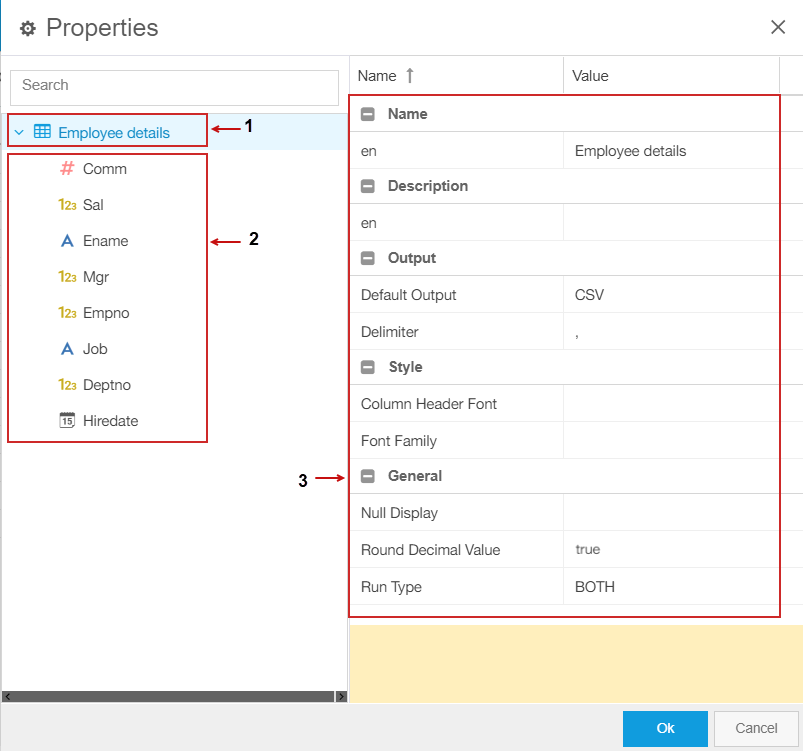 Properties
Search
Name ↑ Value
Employee details
1
Comm
Sal
Ename
2
Mgr
Empno
Job
Deptno
15 Hiredate
Name
en Employee details
Description
en
Output
Default Output CSV
Delimiter ,
Style
Column Header Font
Font Family
3
General
Null Display
Round Decimal Value true
Run Type BOTH
Ok Cancel